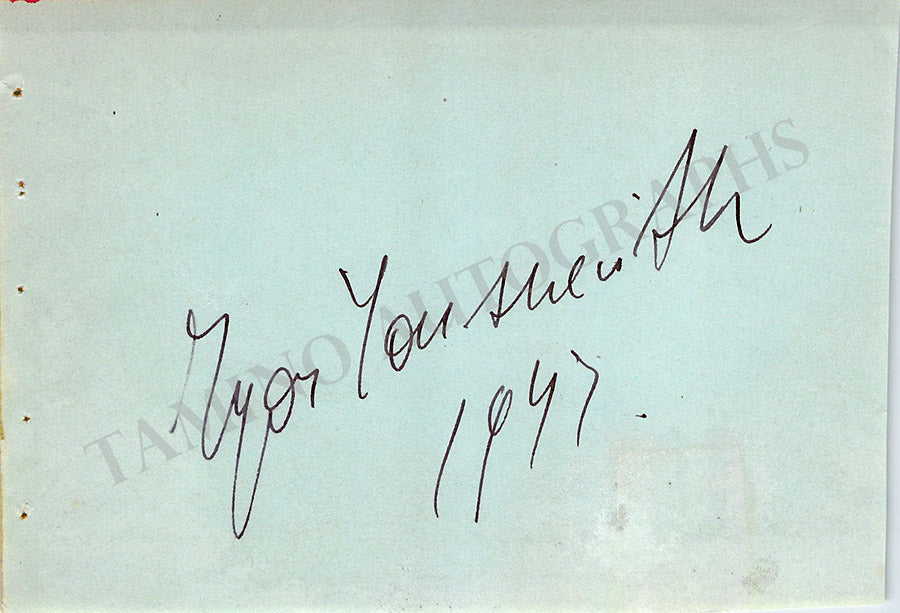 Igor Youskevitch
1947.
TAMINO AUTOGRAPHS